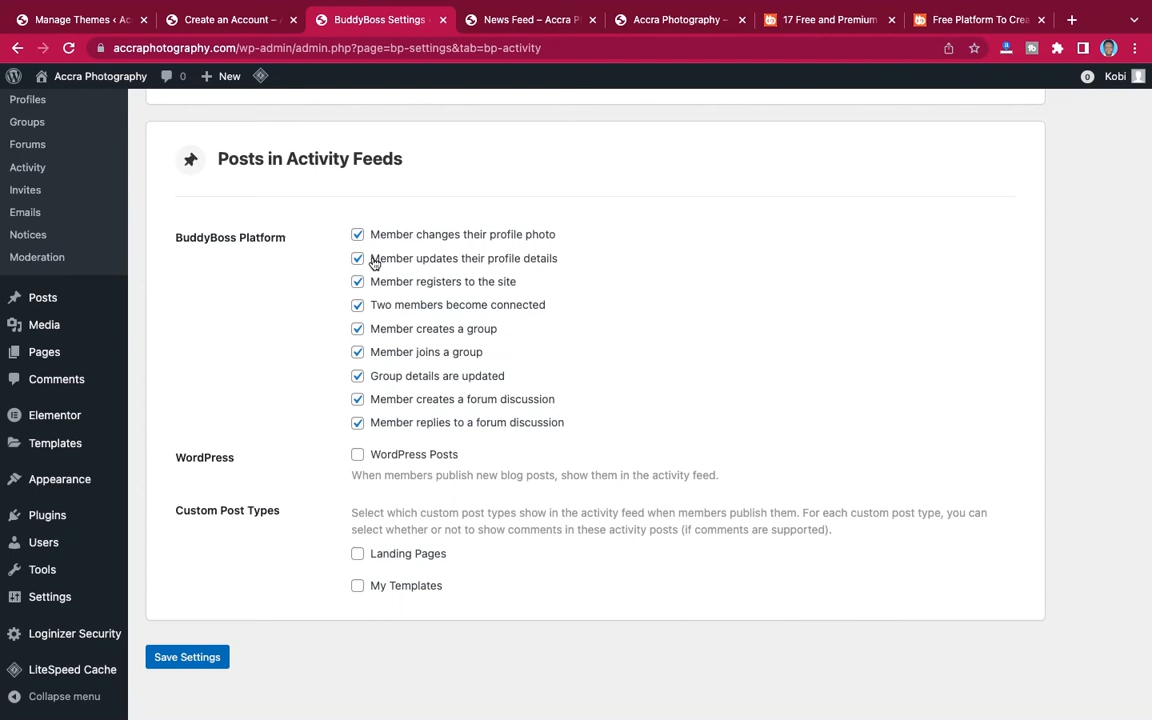 Manage Themes ‹ Ac
Create an Account – A
BuddyBoss Settings ‹
News Feed – Accra P
Accra Photography –
17 Free and Premium
Free Platform To Crea
accraphotography.com/wp-admin/admin.php?page=bp-settings&tab=bp-activity
Accra Photography
0
New
0
Kobi
Profiles
Groups
Forums
Activity
Invites
Emails
Notices
Moderation
Posts
Media
Pages
Comments
Elementor
Templates
Appearance
Plugins
Users
Tools
Settings
Loginizer Security
LiteSpeed Cache
Collapse menu
Posts in Activity Feeds
BuddyBoss Platform
Member changes their profile photo
Member updates their profile details
Member registers to the site
Two members become connected
Member creates a group
Member joins a group
Group details are updated
Member creates a forum discussion
Member replies to a forum discussion
WordPress
WordPress Posts
When members publish new blog posts, show them in the activity feed.
Custom Post Types
Select which custom post types show in the activity feed when members publish them. For each custom post type, you can
select whether or not to show comments in these activity posts (if comments are supported).
Landing Pages
My Templates
Save Settings